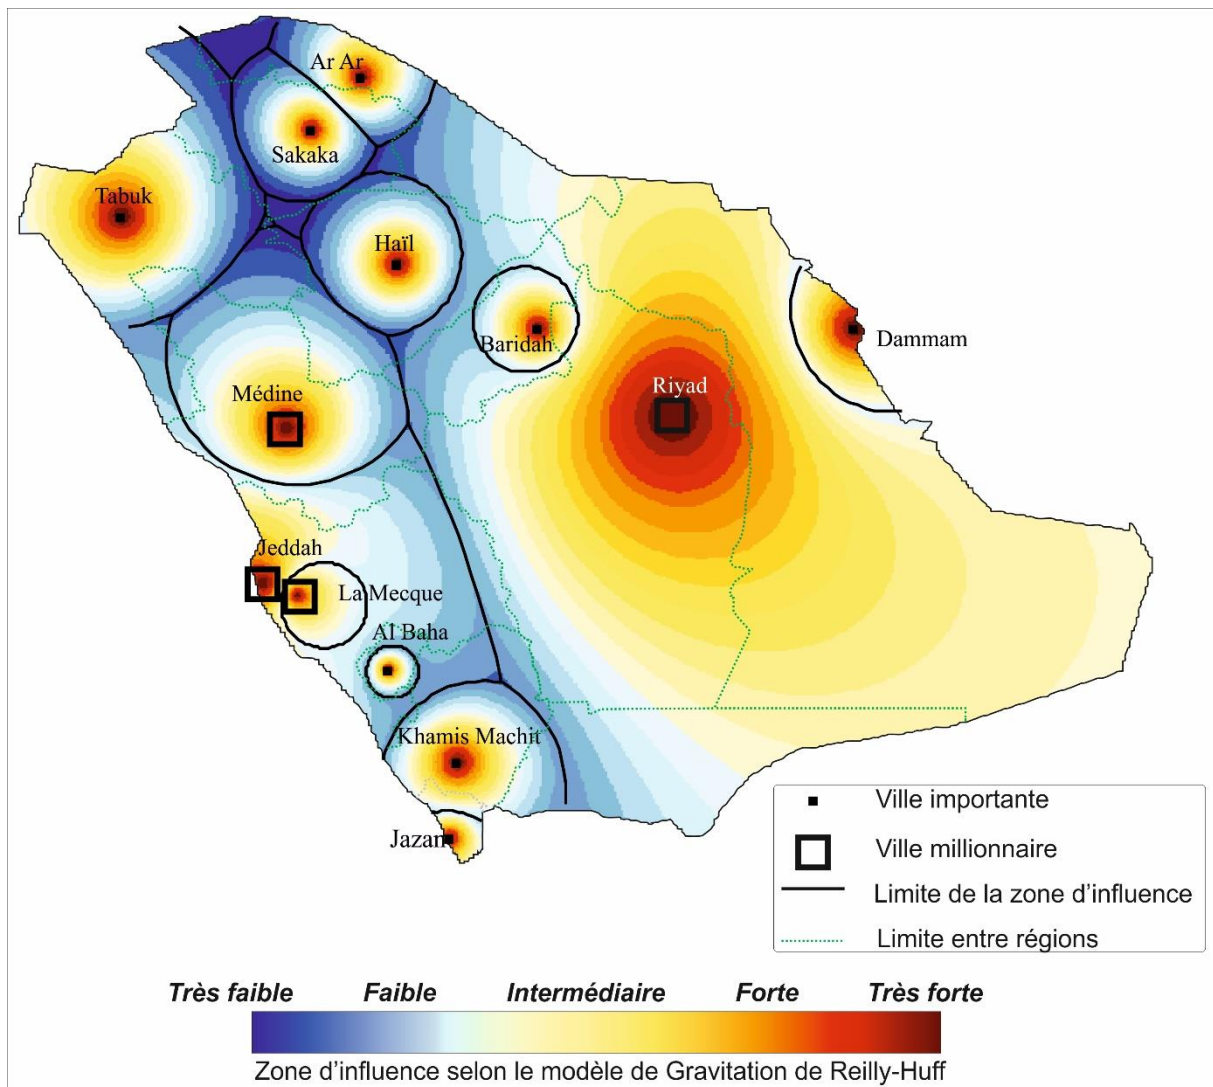 Ar Ar
Sakaka
Tabuk
Haïl
Baridah
Dammam
Riyad
Médine
Jeddah
La Mecque
Al Baha
Khamis Machit
Jazan
Ville importante
Ville millionnaire
Limite de la zone d'influence
Limite entre régions
Très faible Faible Intermédiaire Forte Très forte
Zone d'influence selon le modèle de Gravitation de Reilly-Huff